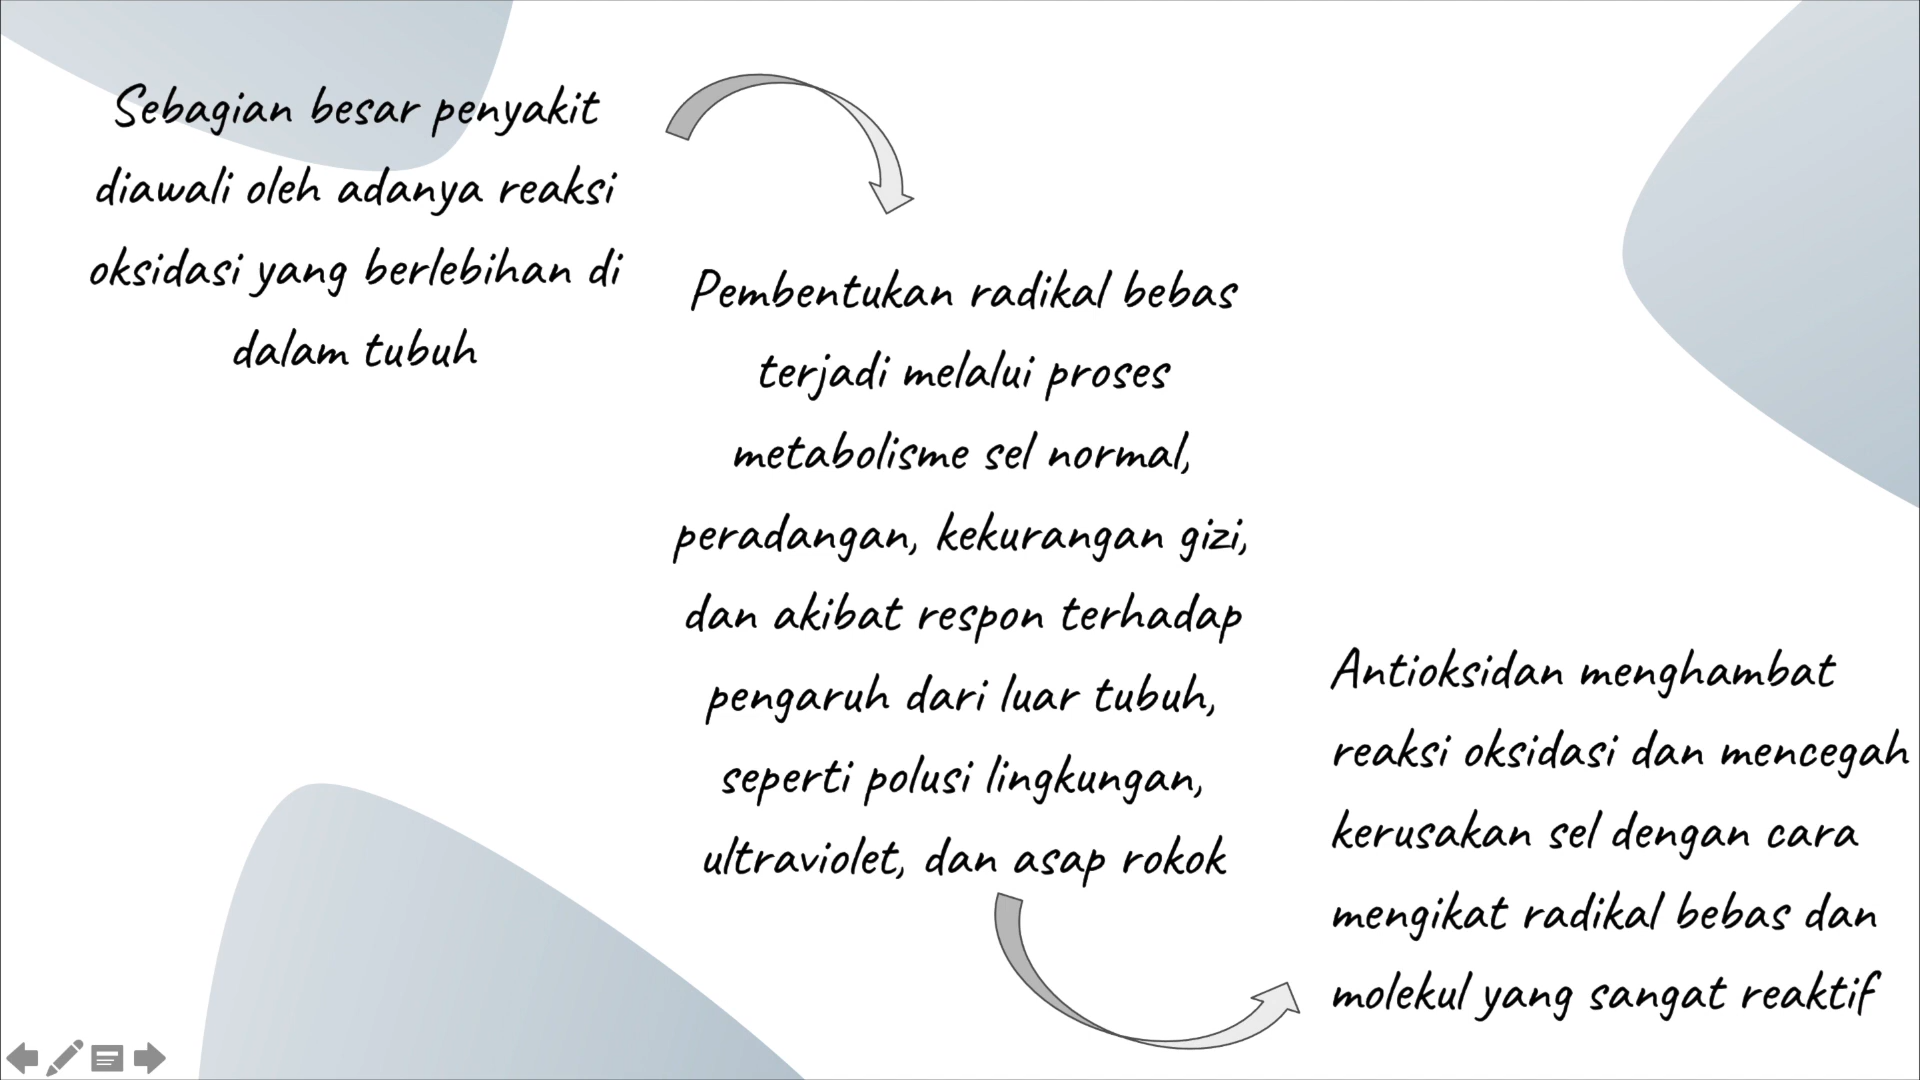 Sebagian besar penyakit
diawali oleh adanya reaksi
oksidasi yang berlebihan di
dalam tubuh
Pembentukan radikal bebas
terjadi melalui proses
metabolisme sel normal,
peradangan, kekurangan gizi,
dan akibat respon terhadap
pengaruh dari luar tubuh,
seperti polusi lingkungan,
ultraviolet, dan asap rokok
Antioksidan menghambat
reaksi oksidasi dan mencegah
kerusakan sel dengan cara
mengikat radikal bebas dan
molekul yang sangat reaktif